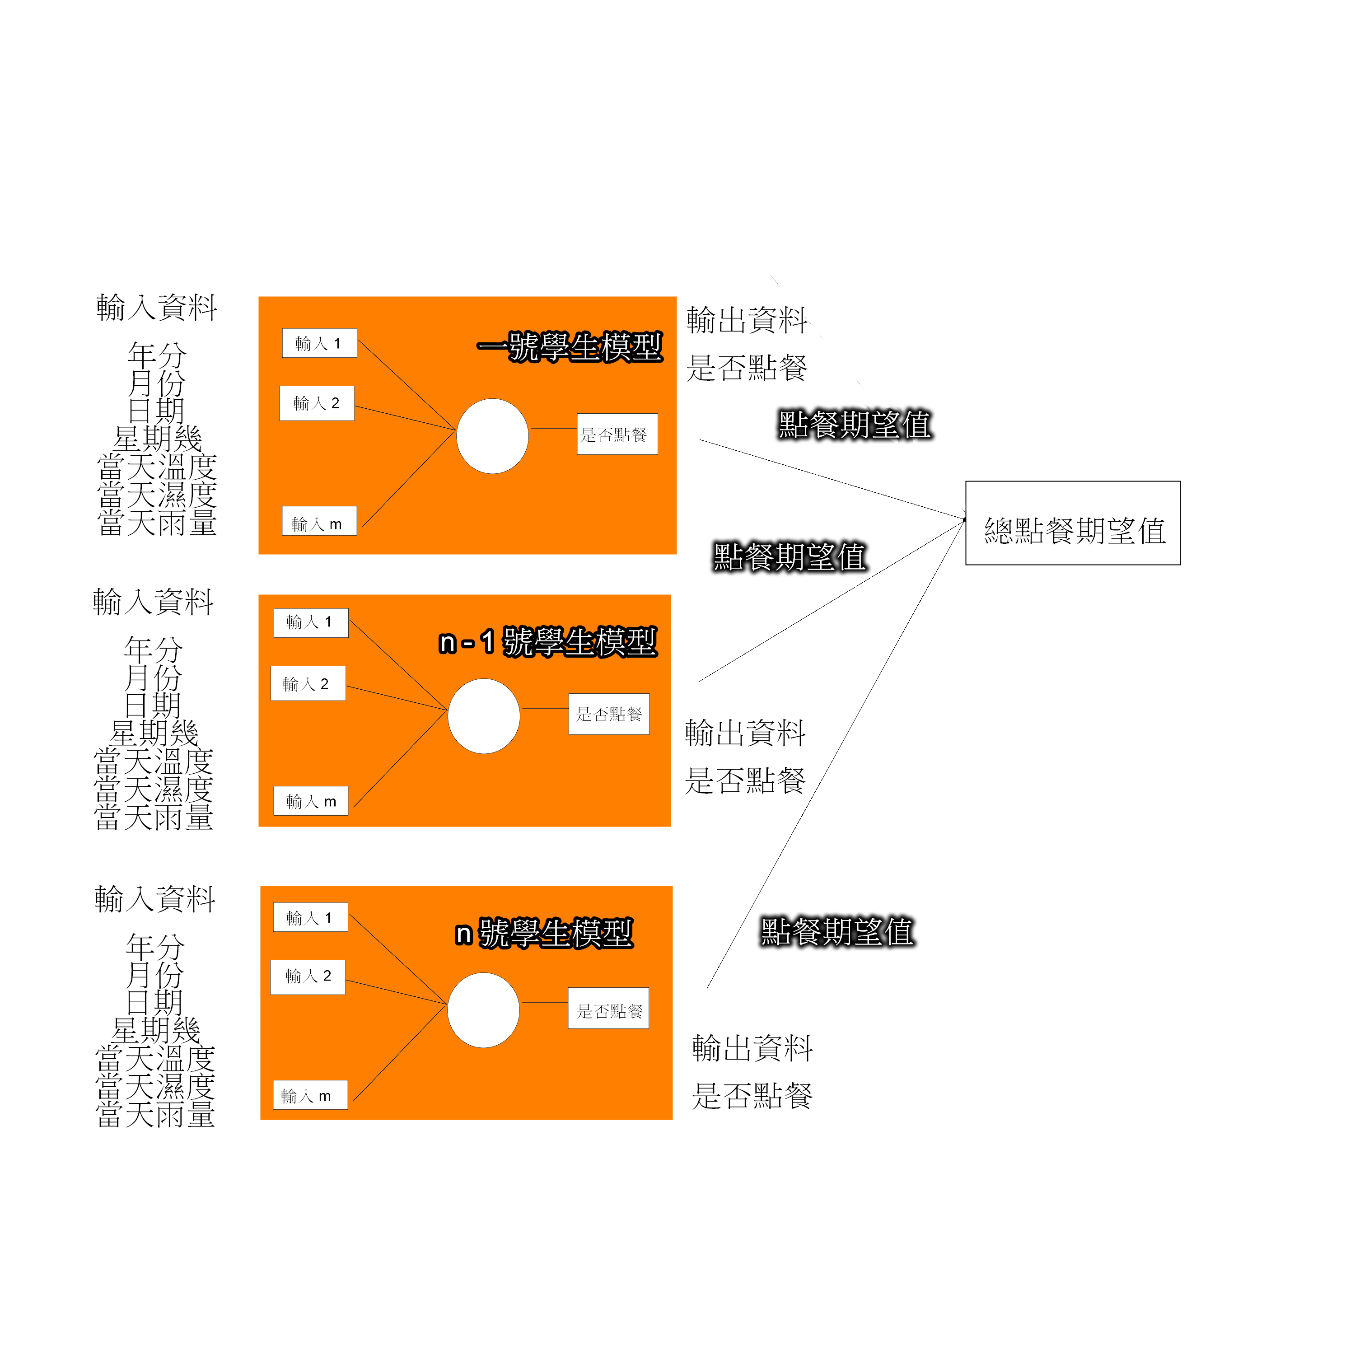 輸入資料
年分
月份
日期
星期幾
當天溫度
當天濕度
當天雨量
輸入 1
輸入 2
輸入 m
一號學生模型
是否點餐
輸出資料
是否點餐
點餐期望值
輸入資料
年分
月份
日期
星期幾
當天溫度
當天濕度
當天雨量
輸入 1
輸入 2
輸入 m
n - 1 號學生模型
是否點餐
點餐期望值
輸出資料
是否點餐
輸入資料
年分
月份
日期
星期幾
當天溫度
當天濕度
當天雨量
輸入 1
輸入 2
輸入 m
n 號學生模型
是否點餐
點餐期望值
輸出資料
是否點餐
總點餐期望值